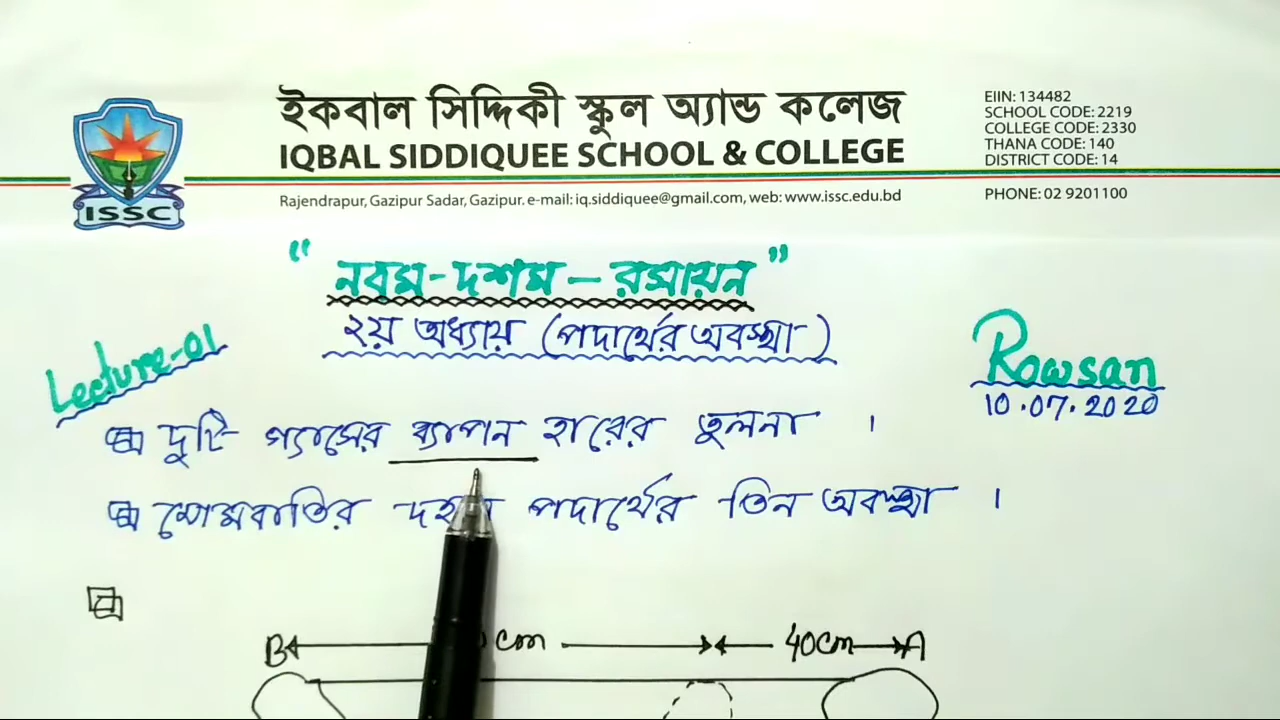 ইকবাল সিদ্দিকী স্কুল অ্যান্ড কলেজ
IQBAL SIDDIQUEE SCHOOL & COLLEGE
Rajendrapur, Gazipur Sadar, Gazipur. e-mail: iq.siddiquee@gmail.com, web: www.issc.edu.bd
EIIN: 134482
SCHOOL CODE: 2219
COLLEGE CODE: 2330
THANA CODE: 140
DISTRICT CODE: 14
PHONE: 02 9201100
ISSC
"নবম-দশম – রসায়ন"
২য় অধ্যায় (পদার্থের অবস্থা)
Lecture-01
Rowsan
10.07.2020
দুটি গ্যাসের ব্যাপন হারের তুলনা ।
মোমবাতির পদার্থের তিন অবস্থা ।
B cm 40cm A